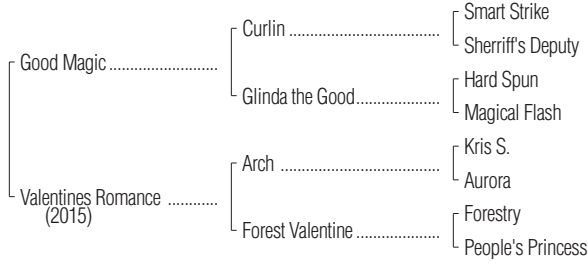 Smart Strike
Curlin
Sherriff's Deputy
Good Magic
Hard Spun
Glinda the Good
Magical Flash
Kris S.
Arch
Aurora
Valentines Romance
(2015)
Forestry
Forest Valentine
People's Princess